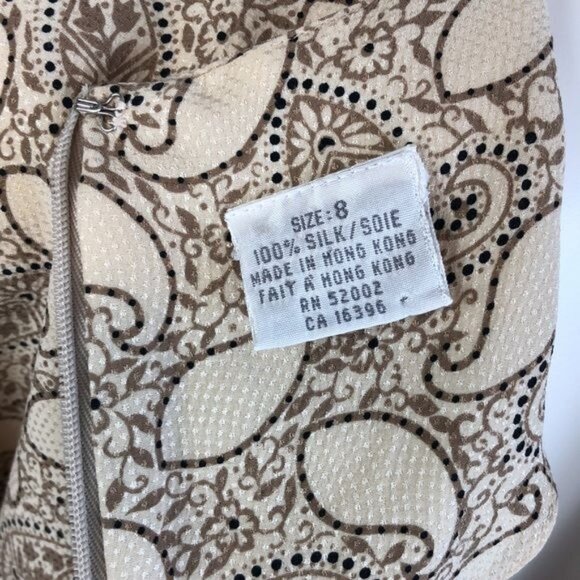 SIZE: 8
100% SILK/SOIE
MADE IN HONG KONG
FAIT A HONG KONG
RN 52002
CA 16396